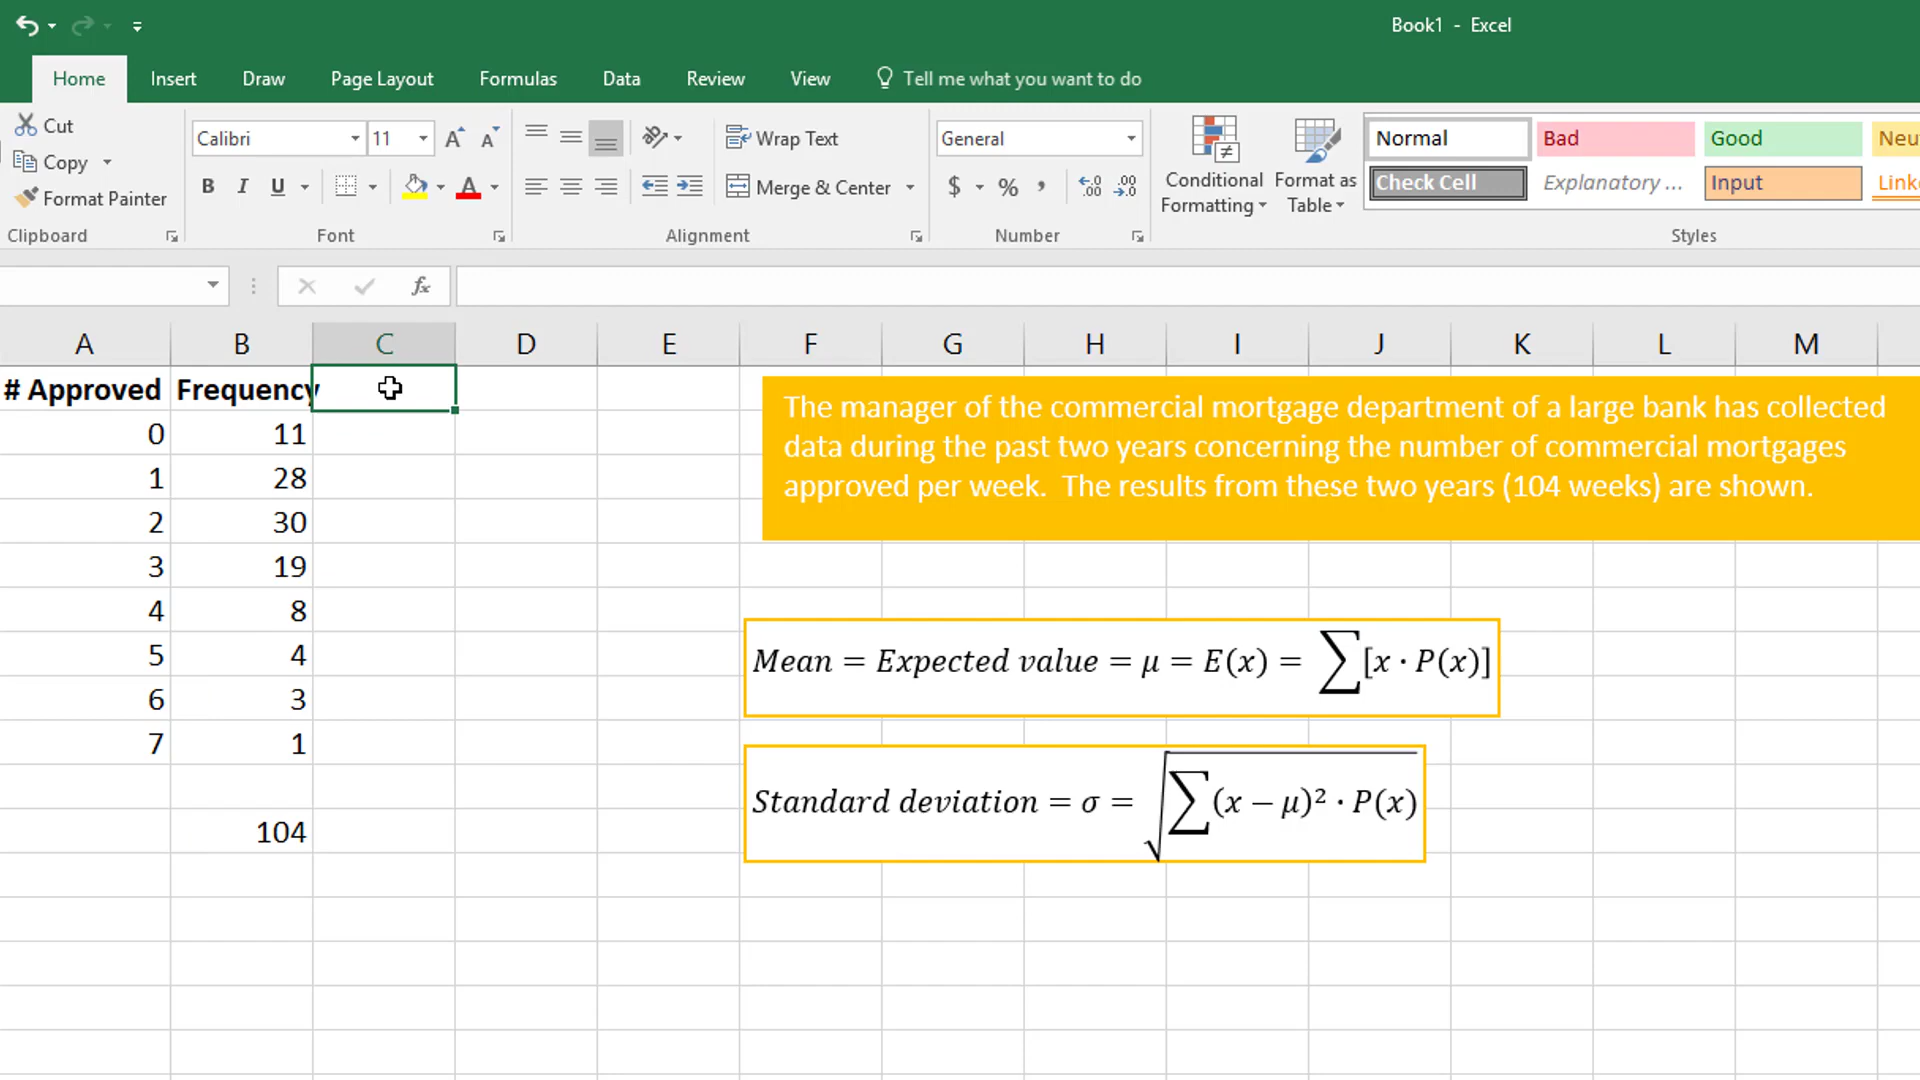 Book1 - Excel
Home Insert Draw Page Layout Formulas Data Review View Tell me what you want to do
Cut
Copy
Format Painter
Clipboard
Calibri 11
B I U
Font
Wrap Text
Merge & Center
Alignment
General
$ % ,
Number
Conditional Formatting
Format as Table
Normal Bad Good Neu
Check Cell Explanatory ... Input Linke
Styles
fx
A B C D E F G H I J K L M
# Approved Frequency
0 11
1 28
2 30
3 19
4 8
5 4
6 3
7 1
104
The manager of the commercial mortgage department of a large bank has collected
data during the past two years concerning the number of commercial mortgages
approved per week. The results from these two years (104 weeks) are shown.
Mean = Expected value = μ = E(x) = ∑[x · P(x)]
Standard deviation = σ = √∑(x − μ)² · P(x)